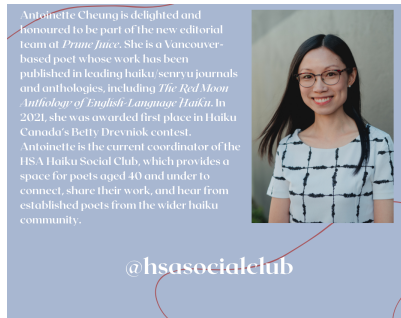 Antoinette Cheung is delighted and
honoured to be part of the new editorial
team at Prune Juice. She is a Vancouver-
based poet whose work has been
published in leading haiku/senryu journals
and anthologies, including The Red Moon
Anthology of English-Language Haiku. In
2021, she was awarded first place in Haiku
Canada's Betty Drevniok contest.
Antoinette is the current coordinator of the
HSA Haiku Social Club, which provides a
space for poets aged 40 and under to
connect, share their work, and hear from
established poets from the wider haiku
community.
@hsasocialclub